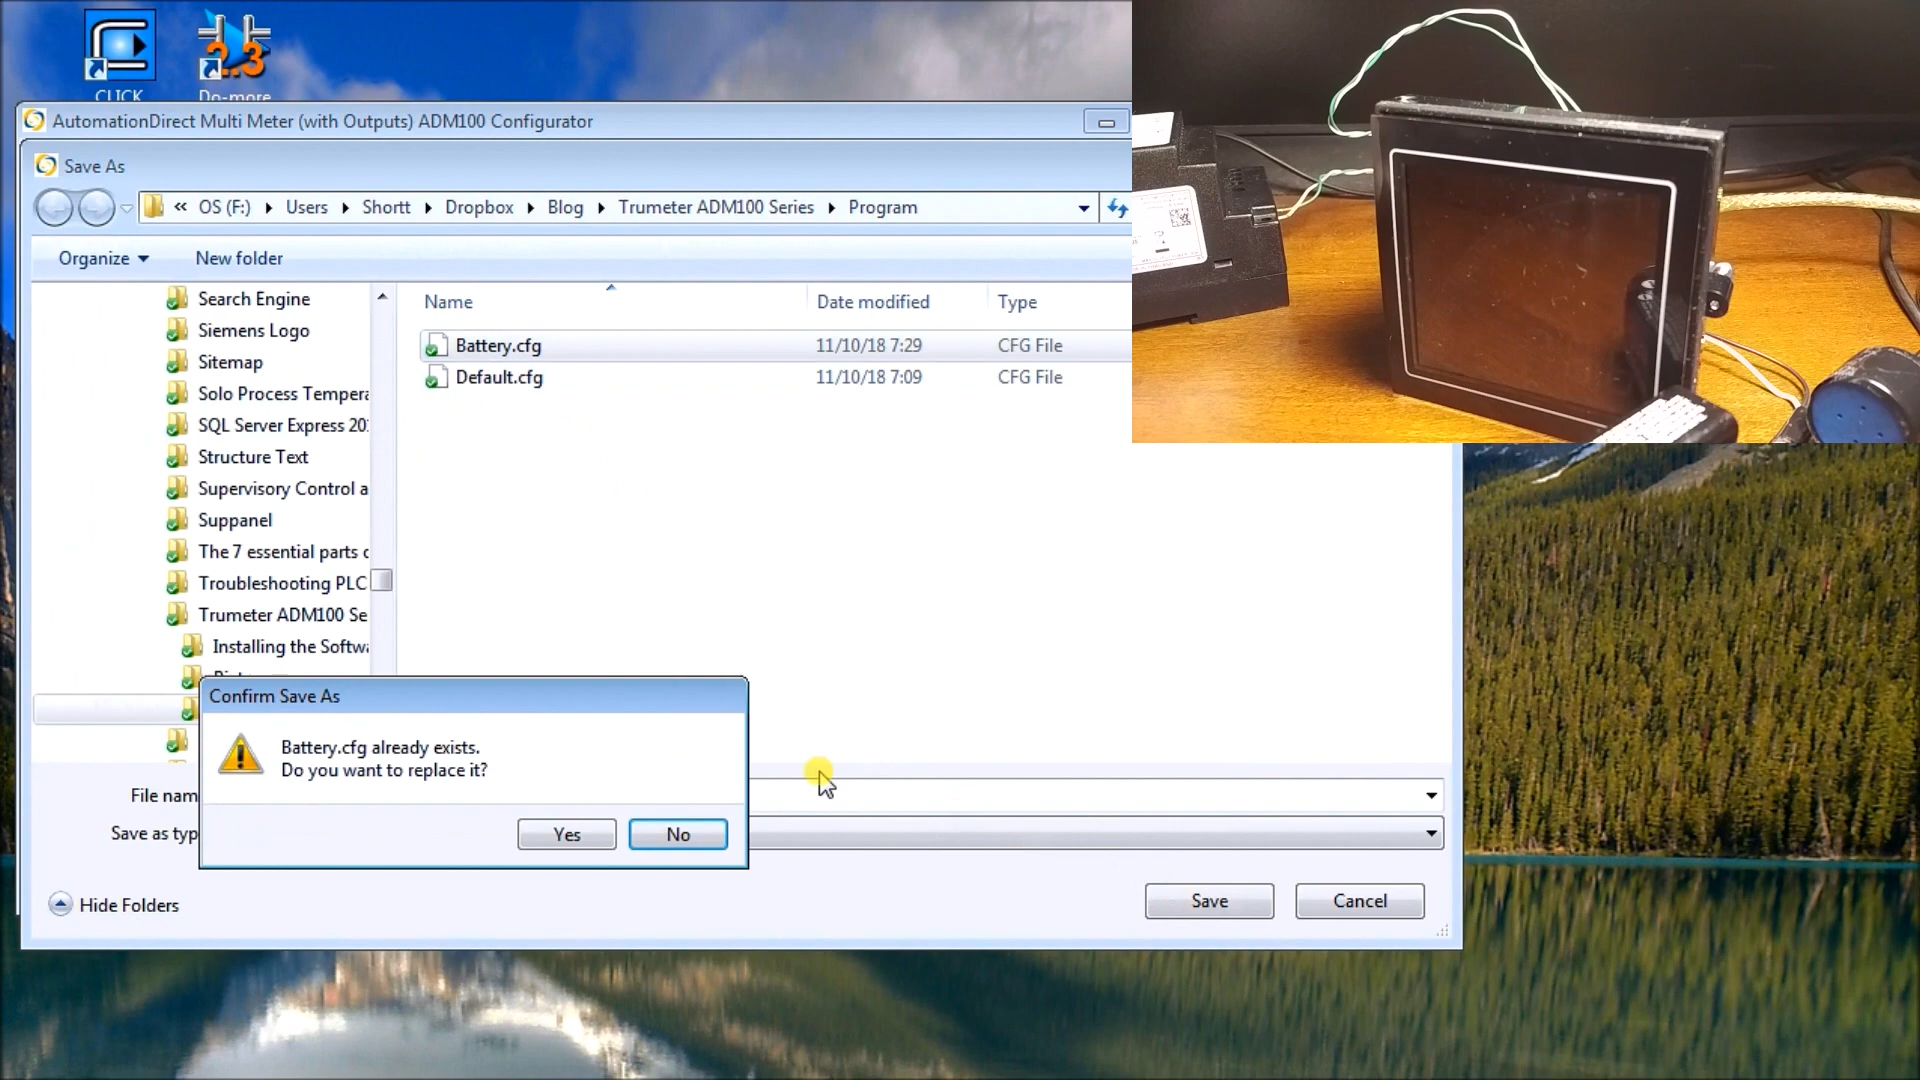 CLICK
Do-more
2.3
AutomationDirect Multi Meter (with Outputs) ADM100 Configurator
Save As
« OS (F:) Users Shortt Dropbox Blog Trumeter ADM100 Series Program
Organize New folder
Name Date modified Type
Search Engine
Siemens Logo
Sitemap
Solo Process Tempera
SQL Server Express 20
Structure Text
Supervisory Control a
Suppanel
The 7 essential parts o
Troubleshooting PLC
Trumeter ADM100 Se
Installing the Softwa
Battery.cfg 11/10/18 7:29 CFG File
Default.cfg 11/10/18 7:09 CFG File
Confirm Save As
Battery.cfg already exists.
Do you want to replace it?
Yes No
File nam
Save as typ
Hide Folders
Save Cancel